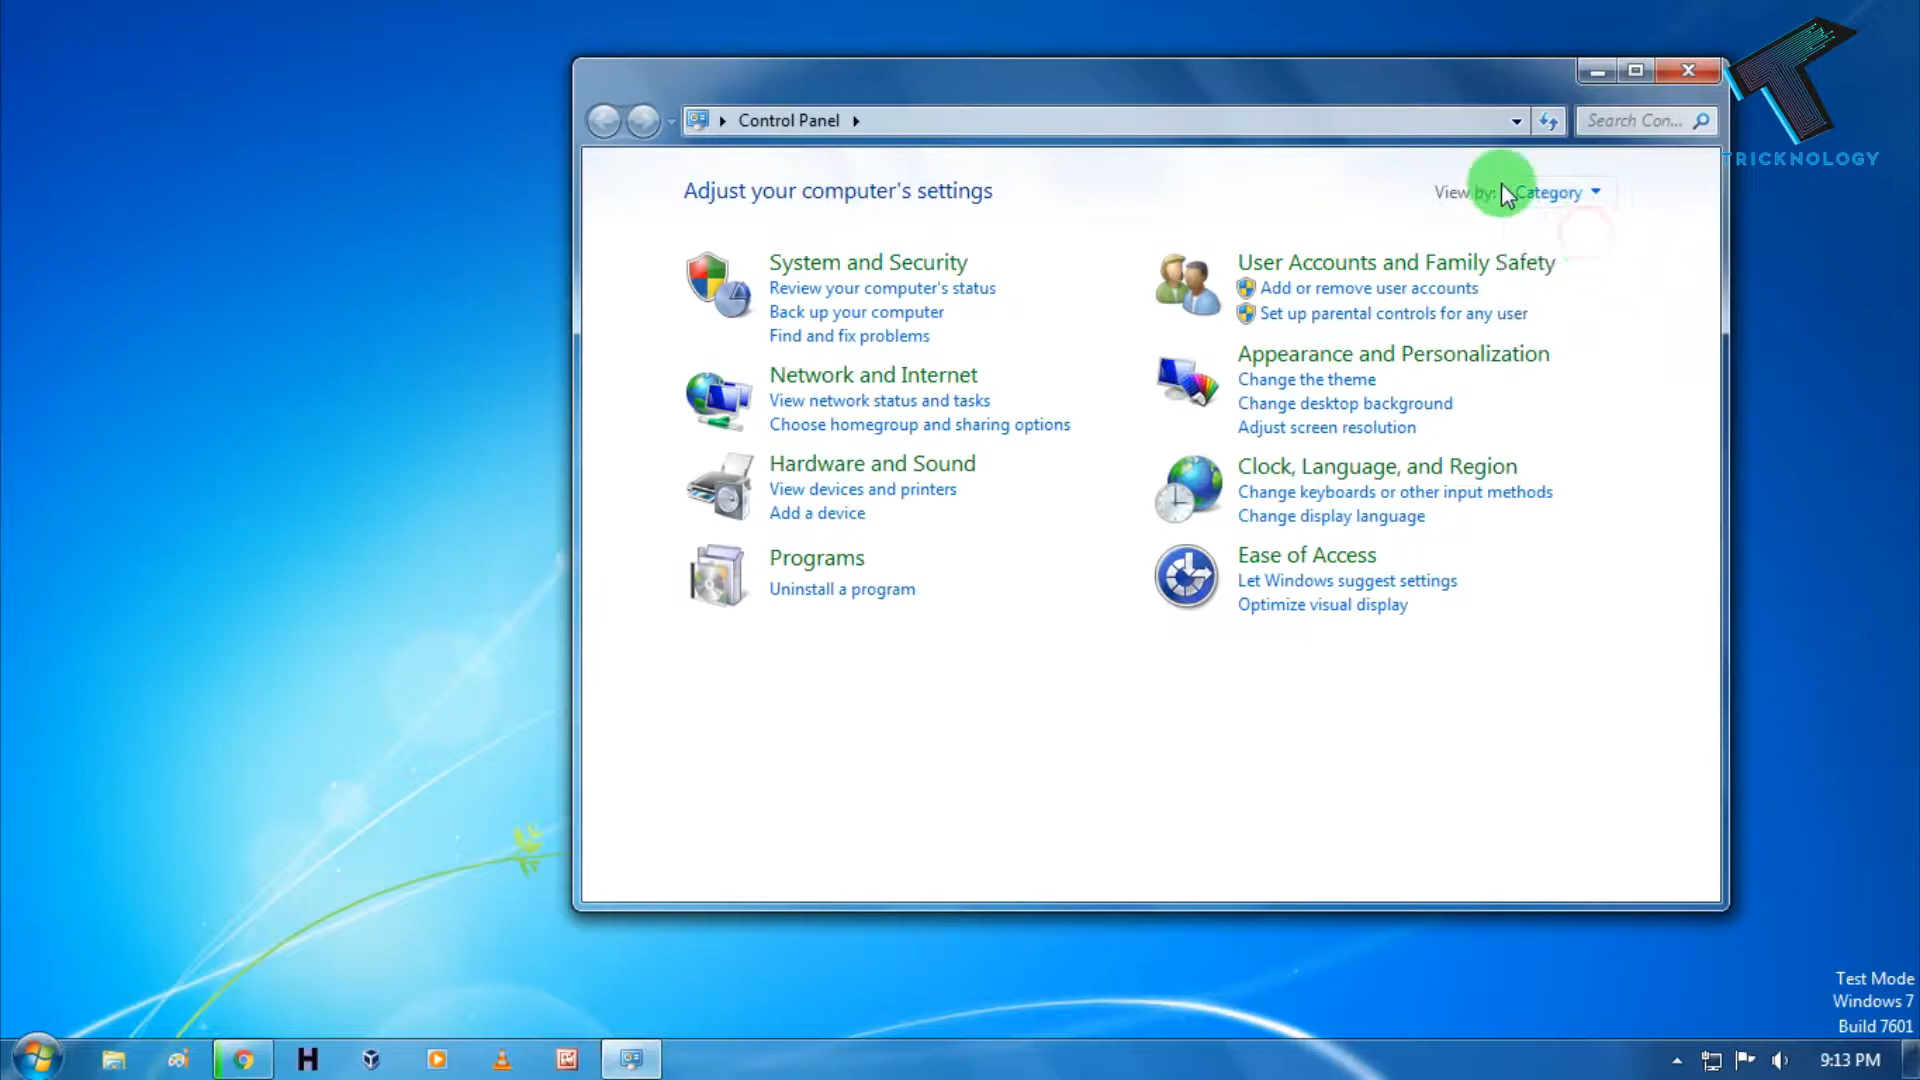 TRICKNOLOGY
Control Panel
Search Con...
Adjust your computer's settings
View by: Category
System and Security
Review your computer's status
Back up your computer
Find and fix problems
Network and Internet
View network status and tasks
Choose homegroup and sharing options
Hardware and Sound
View devices and printers
Add a device
Programs
Uninstall a program
User Accounts and Family Safety
Add or remove user accounts
Set up parental controls for any user
Appearance and Personalization
Change the theme
Change desktop background
Adjust screen resolution
Clock, Language, and Region
Change keyboards or other input methods
Change display language
Ease of Access
Let Windows suggest settings
Optimize visual display
Test Mode
Windows 7
Build 7601
H
9:13 PM